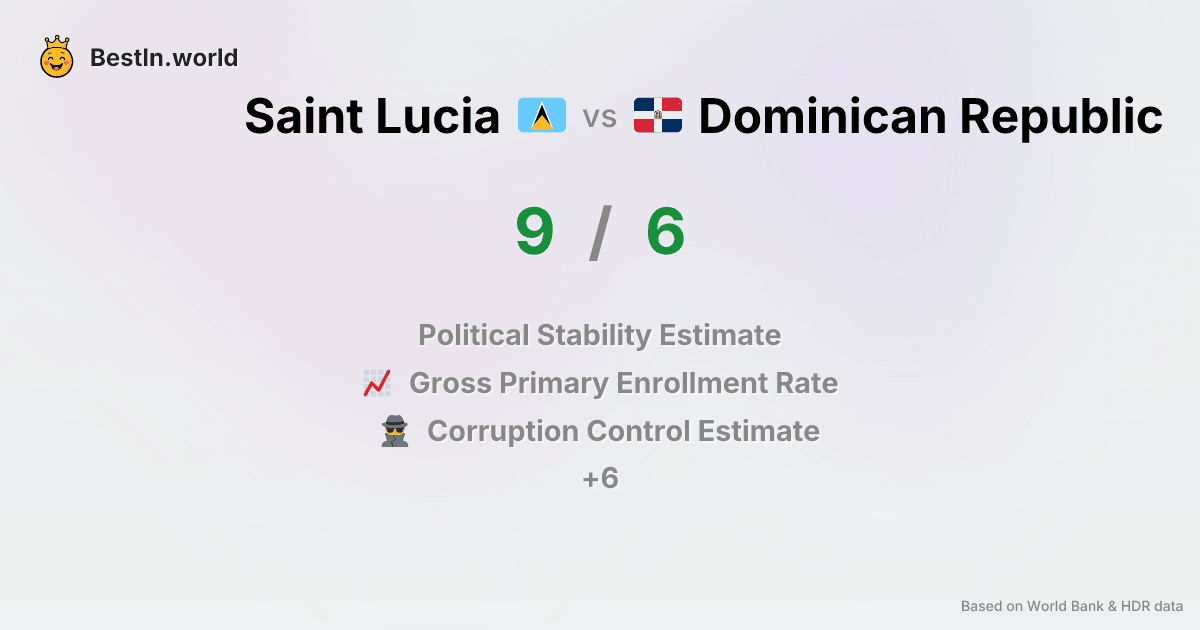 BestIn.world
Saint Lucia vs Dominican Republic
9 / 6
Political Stability Estimate
Gross Primary Enrollment Rate
Corruption Control Estimate
+6
Based on World Bank & HDR data